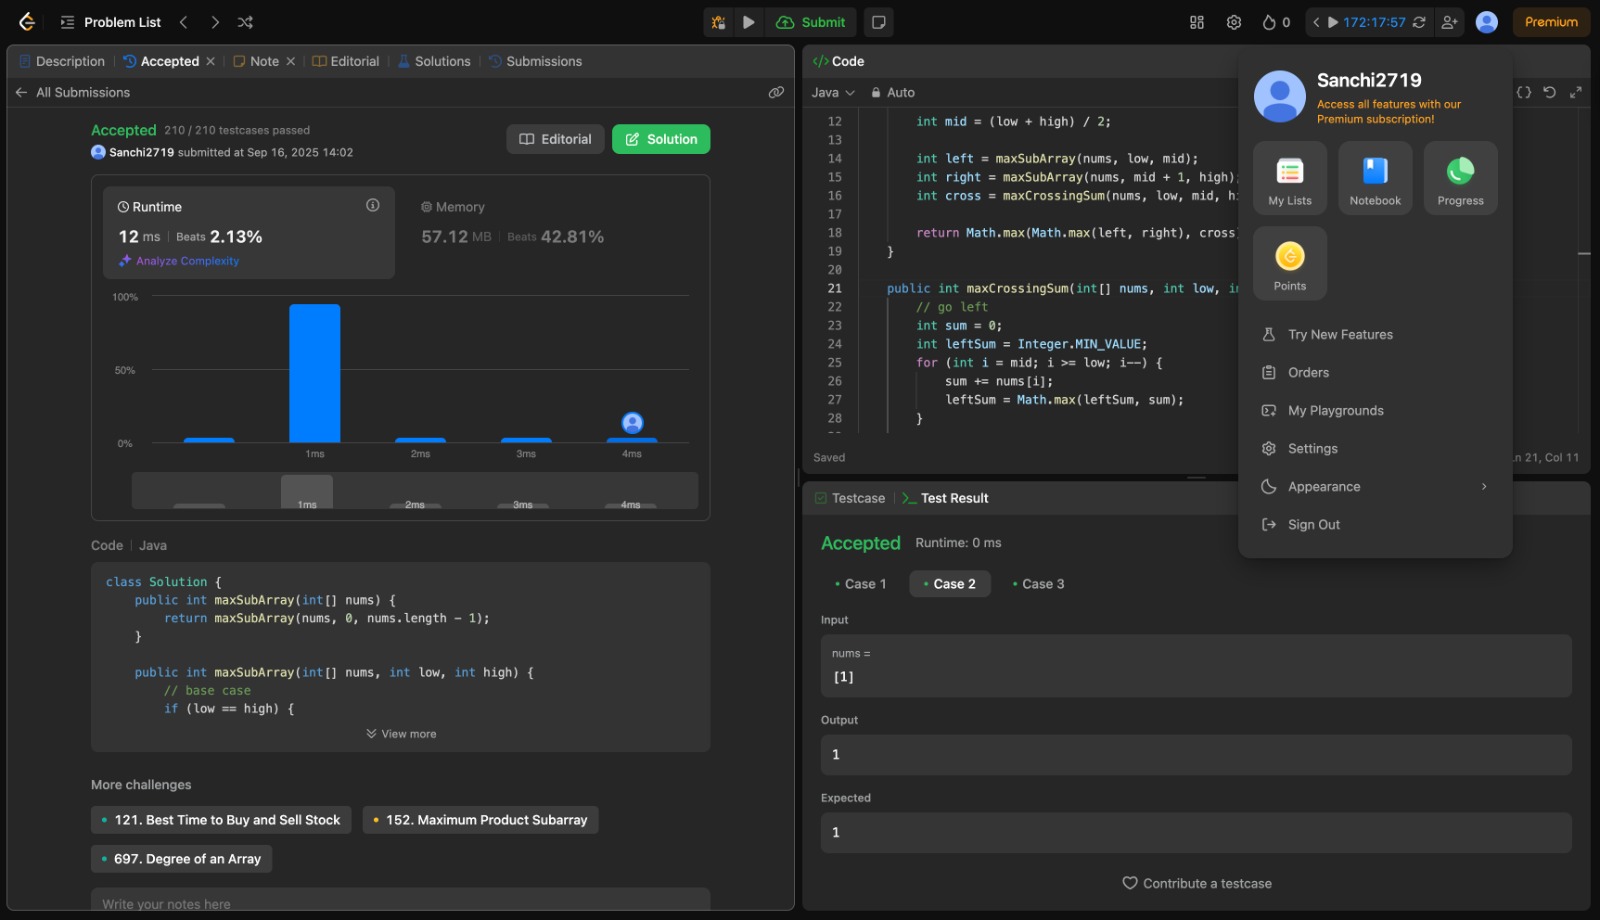 Problem List
Submit
0
172:17:57
Premium
Description
Accepted
Note
Editorial
Solutions
Submissions
All Submissions
Accepted 210 / 210 testcases passed
Sanchi2719 submitted at Sep 16, 2025 14:02
Editorial
Solution
Runtime
12 ms | Beats 2.13%
Analyze Complexity
Memory
57.12 MB | Beats 42.81%
100%
50%
0%
1ms
2ms
3ms
4ms
1ms
2ms
3ms
4ms
Code | Java
class Solution {
    public int maxSubArray(int[] nums) {
        return maxSubArray(nums, 0, nums.length - 1);
    }
    public int maxSubArray(int[] nums, int low, int high) {
        // base case
        if (low == high) {
View more
More challenges
121. Best Time to Buy and Sell Stock
152. Maximum Product Subarray
697. Degree of an Array
Write your notes here
</> Code
Java
Auto
12 int mid = (low + high) / 2;
13
14 int left = maxSubArray(nums, low, mid);
15 int right = maxSubArray(nums, mid + 1, high);
16 int cross = maxCrossingSum(nums, low, mid,
17
18 return Math.max(Math.max(left, right), cross
19 }
20
21 public int maxCrossingSum(int[] nums, int low,
22 // go left
23 int sum = 0;
24 int leftSum = Integer.MIN_VALUE;
25 for (int i = mid; i >= low; i--) {
26 sum += nums[i];
27 leftSum = Math.max(leftSum, sum);
28 }
Saved
n 21, Col 11
Testcase
Test Result
Accepted Runtime: 0 ms
Case 1
Case 2
Case 3
Input
nums =
[1]
Output
1
Expected
1
Contribute a testcase
Sanchi2719
Access all features with our
Premium subscription!
My Lists
Notebook
Progress
Points
Try New Features
Orders
My Playgrounds
Settings
Appearance
Sign Out